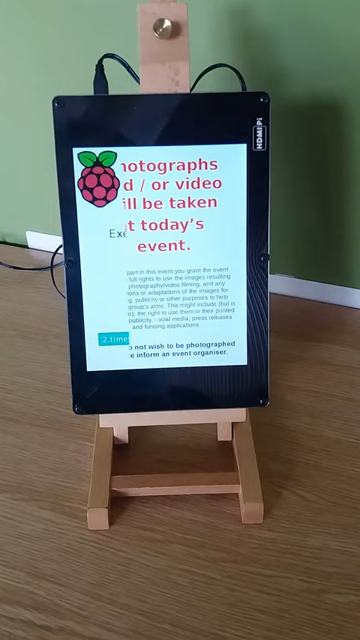 HDMIPi
hotographs
d / or video
ill be taken
t today's
Exe
event.
part in this event you grant the event
full rights to use the images resulting
photography/video filming, and any
ions or adaptations of the images for
g, publicity or other purposes to help
group's aims. This might include (but is
o), the right to use them in their printed
publicity, social media, press releases
and funding applications.
2.time
o not wish to be photographed
e inform an event organiser.